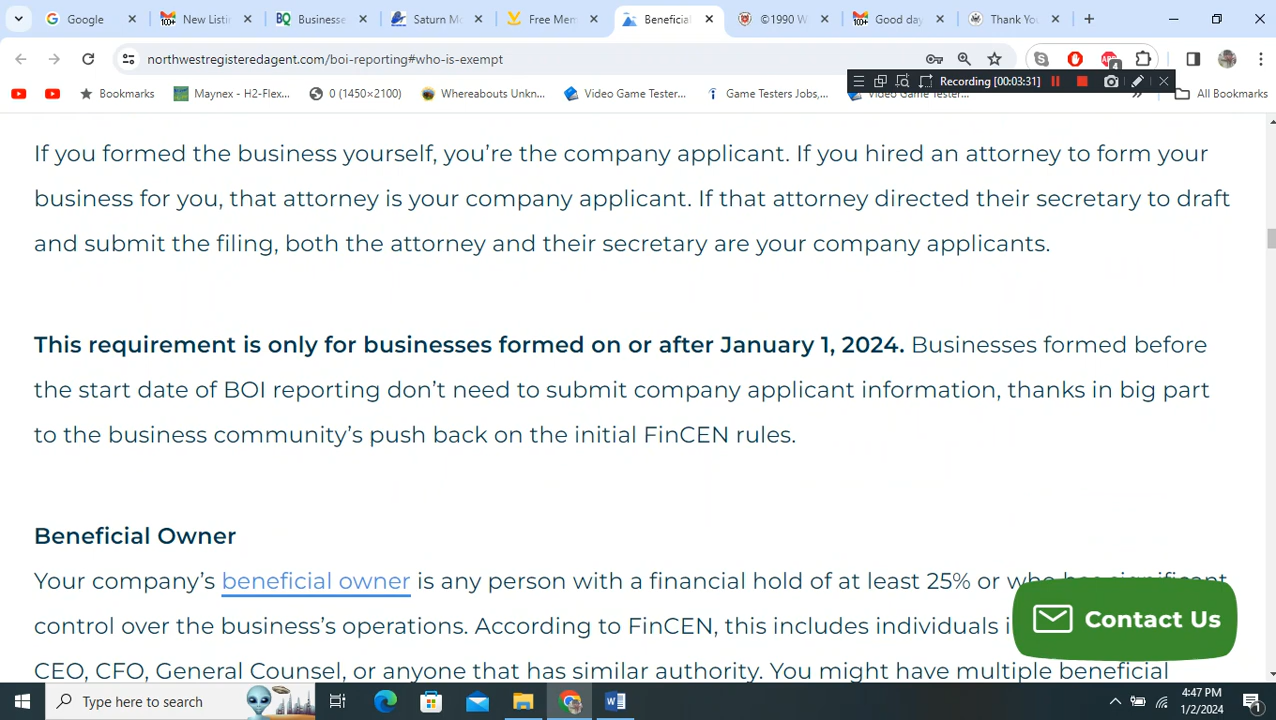 Google
New Listin
Business
Saturn Mo
Free Mem
Beneficial
©1990 W
Good day
Thank You
northwestregisteredagent.com/boi-reporting#who-is-exempt
Recording [00:03:31]
4
Bookmarks
Maynex - H2-Flex...
0 (1450×2100)
Whereabouts Unkn...
Video Game Tester...
Game Testers Jobs,...
Video Game Tester...
All Bookmarks
If you formed the business yourself, you’re the company applicant. If you hired an attorney to form your
business for you, that attorney is your company applicant. If that attorney directed their secretary to draft
and submit the filing, both the attorney and their secretary are your company applicants.
This requirement is only for businesses formed on or after January 1, 2024. Businesses formed before
the start date of BOI reporting don’t need to submit company applicant information, thanks in big part
to the business community’s push back on the initial FinCEN rules.
Beneficial Owner
Your company’s beneficial owner is any person with a financial hold of at least 25% or who has significant
control over the business’s operations. According to FinCEN, this includes individuals
CEO, CFO, General Counsel, or anyone that has similar authority. You might have multiple beneficial
Contact Us
Type here to search
4:47 PM
1/2/2024
1